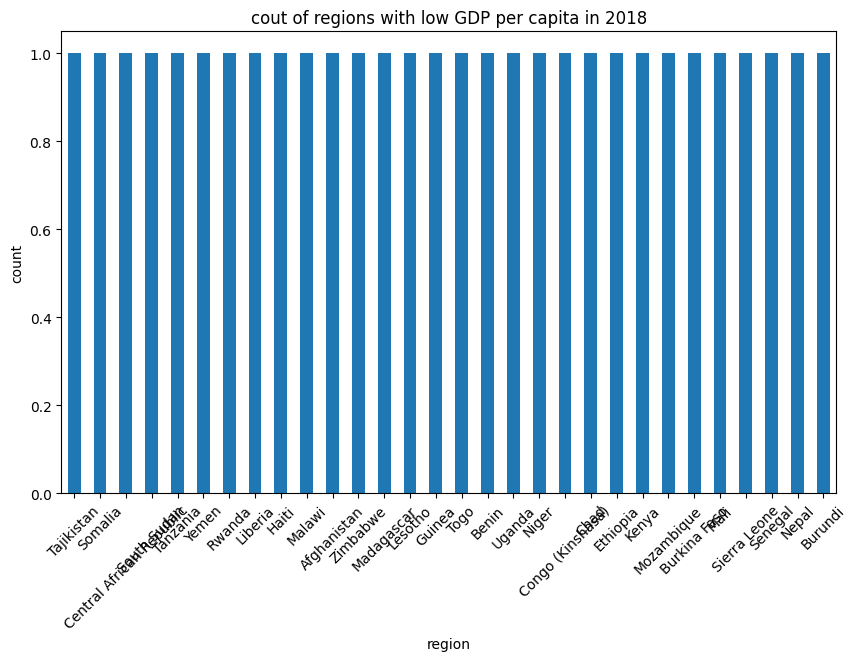 cout of regions with low GDP per capita in 2018
count
1.0
0.8
0.6
0.4
0.2
0.0
Tajikistan
Somalia
Central African Republic
South Sudan
Tanzania
Yemen
Rwanda
Liberia
Haiti
Malawi
Afghanistan
Zimbabwe
Madagascar
Lesotho
Guinea
Togo
Benin
Uganda
Niger
Congo (Kinshasa)
Chad
Ethiopia
Kenya
Mozambique
Burkina Faso
Mali
Sierra Leone
Senegal
Nepal
Burundi
region